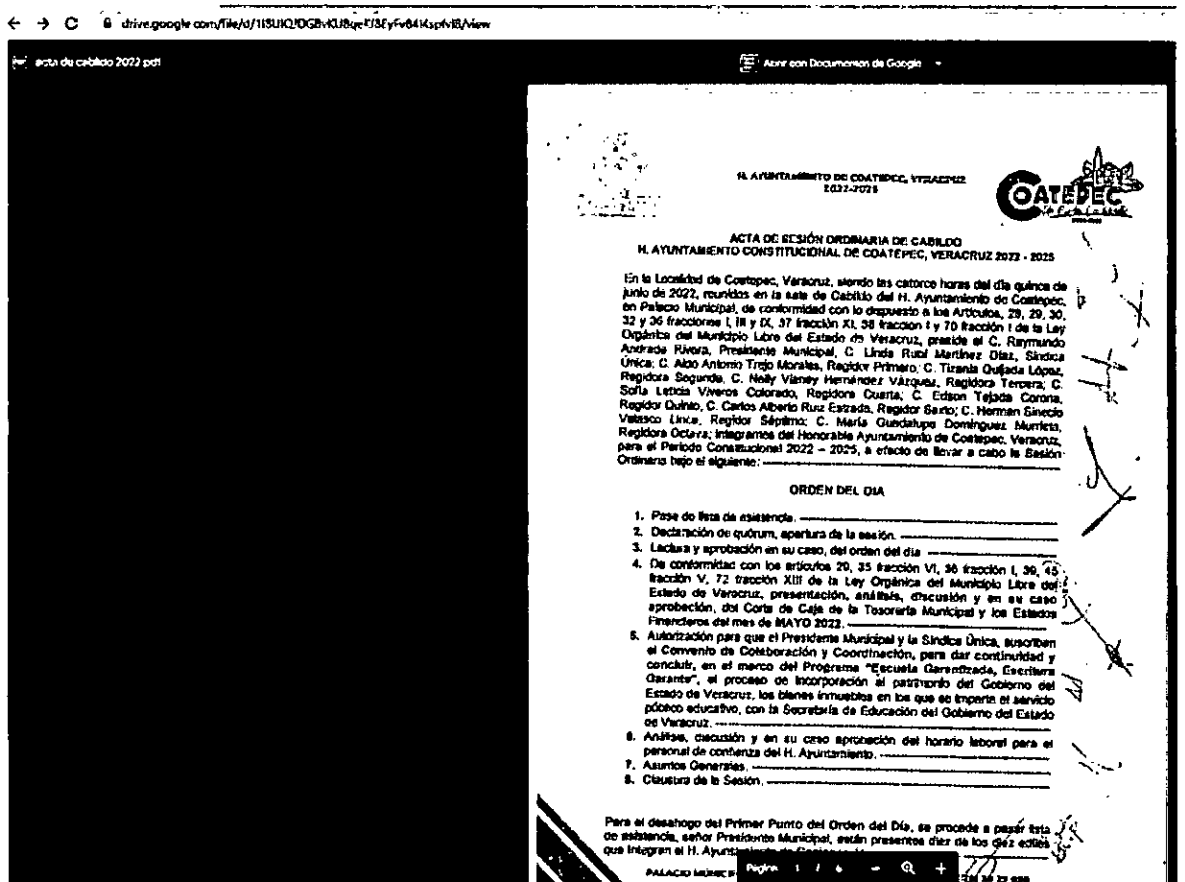 drive.google.com/file/d/
acta de cabildo 2022.pdf
Abrir con Documentos de Google
H. AYUNTAMIENTO DE COATEPEC, VERACRUZ
2022-2025
COATEPEC
ACTA DE SESIÓN ORDINARIA DE CABILDO
H. AYUNTAMIENTO CONSTITUCIONAL DE COATEPEC, VERACRUZ 2022 - 2025
En la Localidad de Coatepec, Veracruz, siendo las catorce horas del día quince de
junio de 2022, reunidos en la sala de Cabildo del H. Ayuntamiento de Coatepec,
en Palacio Municipal, de conformidad con lo dispuesto a los Artículos, 28, 29, 30,
32 y 36 fracciones I, III y IX, 37 fracción XI, 38 fracción I y 70 fracción I de la Ley
Orgánica del Municipio Libre del Estado de Veracruz, preside el C. Raymundo
Andrade Rivera, Presidente Municipal, C. Linda Rubí Martínez Díaz, Síndica
Única; C. Aldo Antonio Trejo Morales, Regidor Primero; C. Tizania Quijada López,
Regidora Segunda, C. Nelly Vianey Hernández Vázquez, Regidora Tercera; C.
Sofía Leticia Viveros Colorado, Regidora Cuarta; C. Edson Tejada Corona,
Regidor Quinto, C. Carlos Alberto Ruiz Estrada, Regidor Sexto; C. Herman Sinecio
Velasco Lince, Regidor Séptimo; C. María Guadalupe Domínguez Murrieta,
Regidora Octava; integrantes del Honorable Ayuntamiento de Coatepec, Veracruz,
para el Periodo Constitucional 2022 – 2025, a efecto de llevar a cabo la Sesión
Ordinaria bajo el siguiente:
ORDEN DEL DIA
1. Pase de lista de asistencia.
2. Declaración de quórum, apertura de la sesión.
3. Lectura y aprobación en su caso, del orden del día
4. De conformidad con los artículos 29, 35 fracción VI, 36 fracción I, 39, 45
fracción V, 72 fracción XIII de la Ley Orgánica del Municipio Libre del
Estado de Veracruz, presentación, análisis, discusión y en su caso
aprobación, del Corte de Caja de la Tesorería Municipal y los Estados
Financieros del mes de MAYO 2022.
5. Autorización para que el Presidente Municipal y la Síndica Única, suscriban
el Convenio de Colaboración y Coordinación, para dar continuidad y
concluir, en el marco del Programa "Escuela Garantizada, Escritura
Garante", el proceso de incorporación al patrimonio del Gobierno del
Estado de Veracruz, los bienes inmuebles en los que se imparte el servicio
público educativo, con la Secretaría de Educación del Gobierno del Estado
de Veracruz.
6. Análisis, discusión y en su caso aprobación del horario laboral para el
personal de confianza del H. Ayuntamiento.
7. Asuntos Generales.
8. Clausura de la Sesión.
Para el desahogo del Primer Punto del Orden del Día, se procede a pasar lista
de asistencia, señor Presidente Municipal, están presentes diez de los diez ediles
que integran el H.
Página 1 / 6
PALACIO